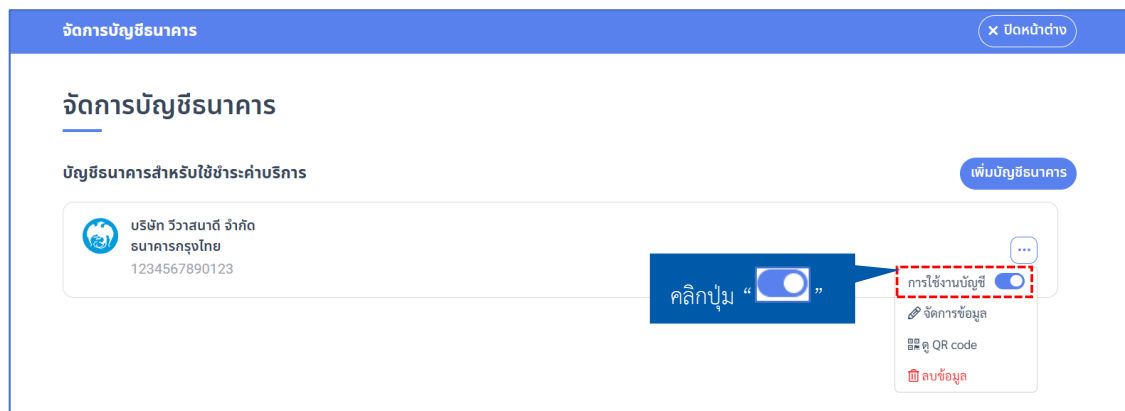 จัดการบัญชีธนาคาร
× ปิดหน้าต่าง
จัดการบัญชีธนาคาร
บัญชีธนาคารสำหรับใช้ชำระค่าบริการ
เพิ่มบัญชีธนาคาร
บริษัท วีวาสนาดี จำกัด
ธนาคารกรุงไทย
1234567890123
คลิกปุ่ม “ ”
การใช้งานบัญชี
จัดการข้อมูล
ดู QR code
ลบข้อมูล